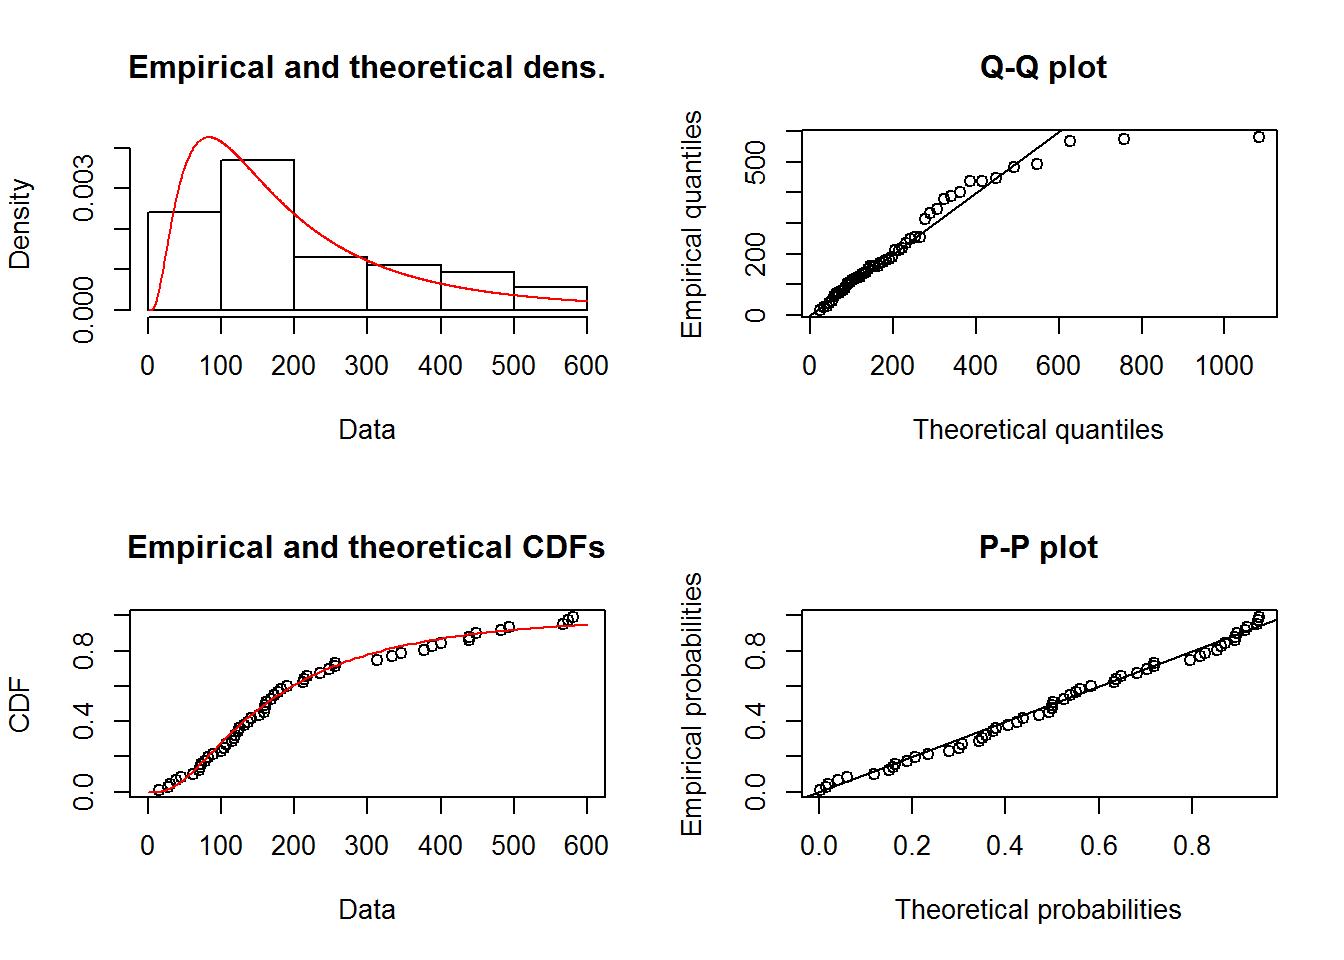 Empirical and theoretical dens.
Density
0.000 0.003
0 100 200 300 400 500 600
Data
Q-Q plot
Empirical quantiles
0 200 500
0 200 400 600 800 1000
Theoretical quantiles
Empirical and theoretical CDFs
CDF
0.0 0.4 0.8
0 100 200 300 400 500 600
Data
P-P plot
Empirical probabilities
0.0 0.4 0.8
0.0 0.2 0.4 0.6 0.8
Theoretical probabilities